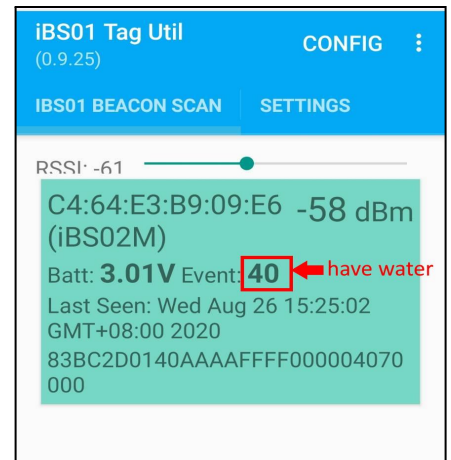 iBS01 Tag Util
(0.9.25)
CONFIG
IBS01 BEACON SCAN
SETTINGS
RSSI: -61
C4:64:E3:B9:09:E6 -58 dBm
(iBS02M)
Batt: 3.01V Event: 40 have water
Last Seen: Wed Aug 26 15:25:02
GMT+08:00 2020
83BC2D0140AAAAFFFF000004070
000